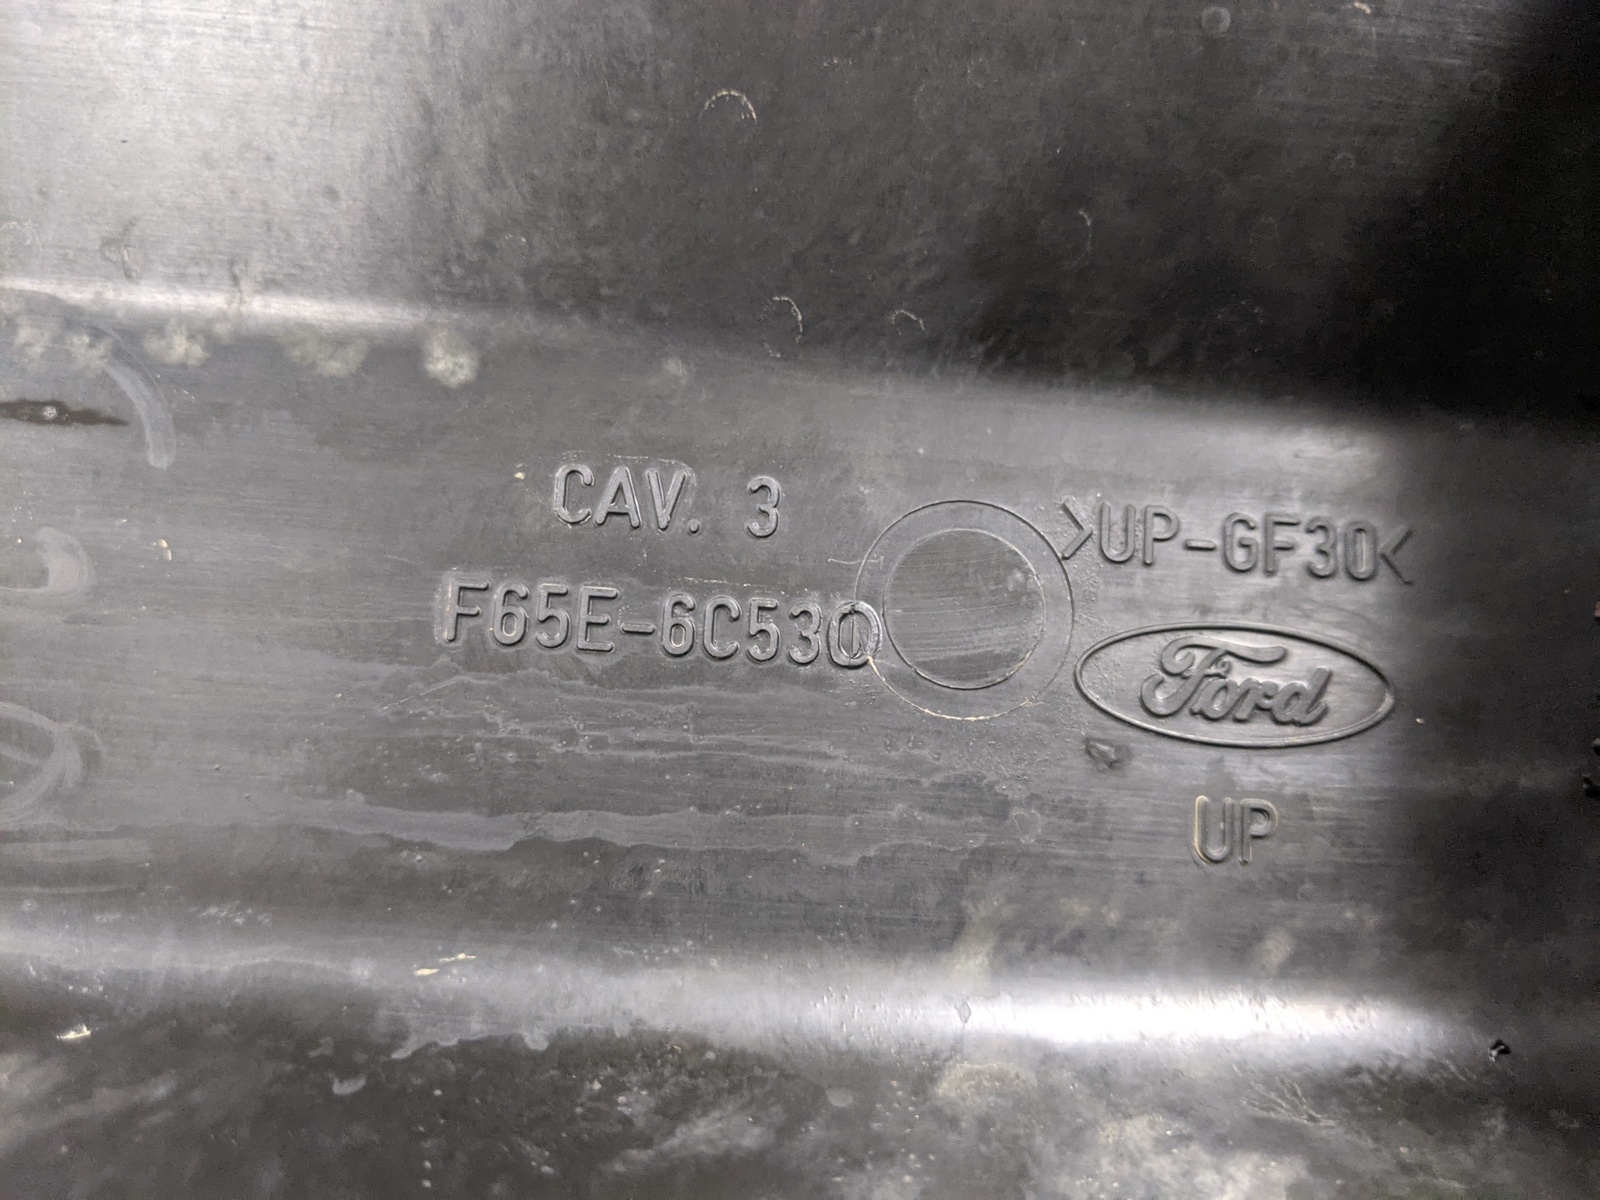 CAV. 3
F65E-6C530
>UP-GF30<
Ford
UP